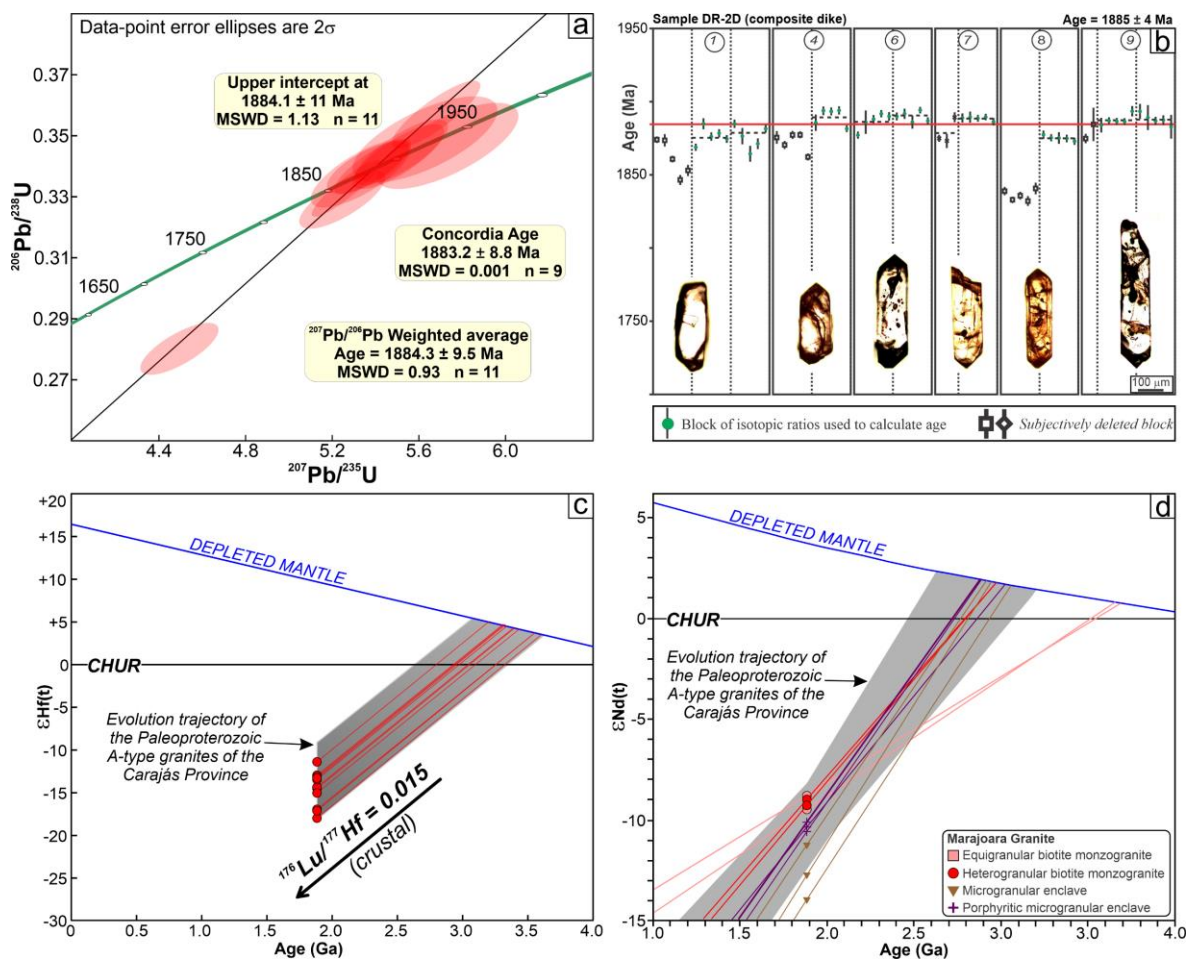 Data-point error ellipses are 2σ
a
Upper intercept at
1884.1 ± 11 Ma
MSWD = 1.13 n = 11
Concordia Age
1883.2 ± 8.8 Ma
MSWD = 0.001 n = 9
²⁰⁷Pb/²⁰⁶Pb Weighted average
Age = 1884.3 ± 9.5 Ma
MSWD = 0.93 n = 11
1950
1850
1750
1650
0.37
0.35
0.33
0.31
0.29
0.27
²⁰⁶Pb/²³⁸U
4.4 4.8 5.2 5.6 6.0
²⁰⁷Pb/²³⁵U
Sample DR-2D (composite dike) Age = 1885 ± 4 Ma
b
1 4 6 7 8 9
1950
1850
1750
Age (Ma)
100 µm
Block of isotopic ratios used to calculate age
Subjectively deleted block
c
+20
+15
+10
+5
0
-5
-10
-15
-20
-25
-30
εHf(t)
DEPLETED MANTLE
CHUR
Evolution trajectory of
the Paleoproterozoic
A-type granites of the
Carajás Province
¹⁷⁶Lu/¹⁷⁷Hf = 0.015
(crustal)
0 0.5 1.0 1.5 2.0 2.5 3.0 3.5 4.0
Age (Ga)
d
5
0
-5
-10
-15
εNd(t)
DEPLETED MANTLE
CHUR
Evolution trajectory of
the Paleoproterozoic
A-type granites of the
Carajás Province
Marajoara Granite
Equigranular biotite monzogranite
Heterogranular biotite monzogranite
Microgranular enclave
Porphyritic microgranular enclave
1.0 1.5 2.0 2.5 3.0 3.0 4.0
Age (Ga)